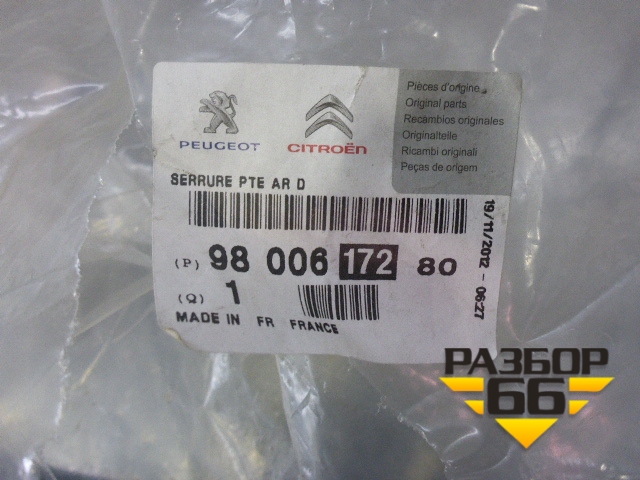 PEUGEOT
CITROËN
Pièces d'origine
Original parts
Recambios originales
Originalteile
Ricambi originali
Peças de origem
SERRURE PTE AR D
(P) 98 006 172 80
(Q) 1
MADE IN FR FRANCE
19/11/2012 - 06:27
РАЗБОР
66